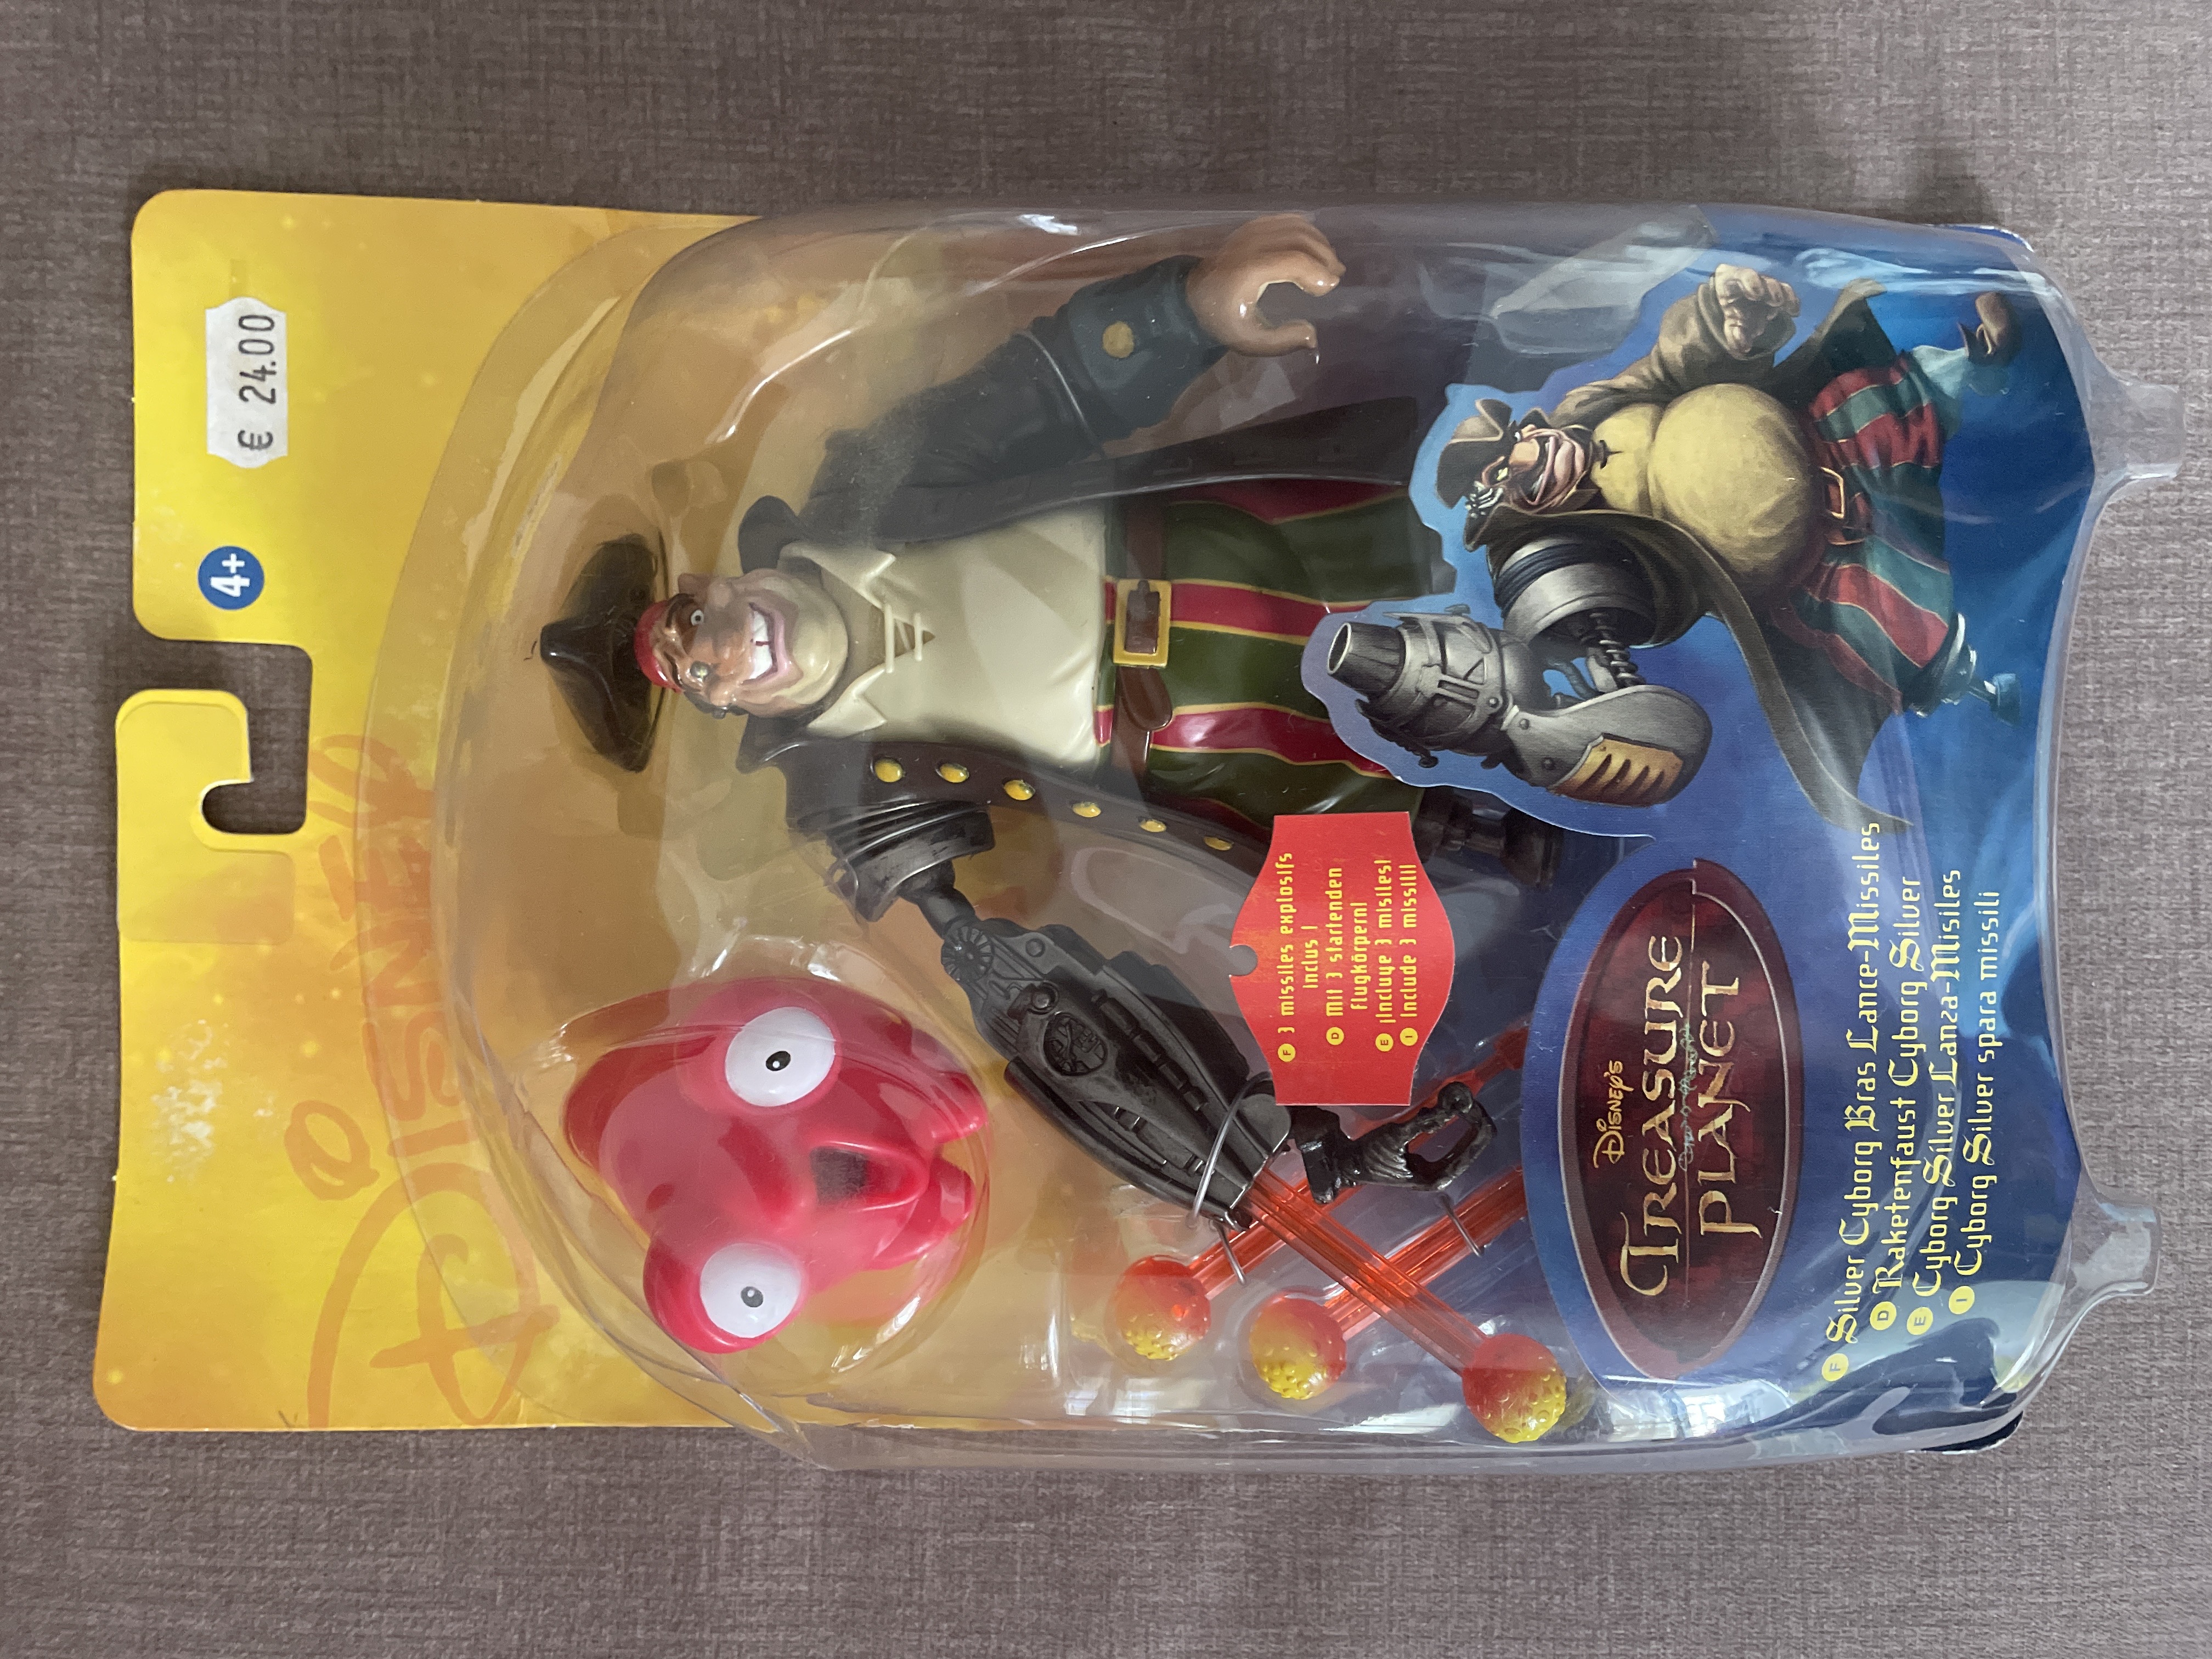 4+
€ 24.00
Disney
F 3 missiles explosifs
inclus !
D Mit 3 startenden
Flugkörpern!
E ¡Incluye 3 misiles!
I Include 3 missili!
Disney's
Treasure
Planet
F Silver Cyborg Bras Lance-Missiles
D Raketenfaust Cyborg Silver
E Cyborg Silver Lanza-Misiles
I Cyborg Silver spara missili